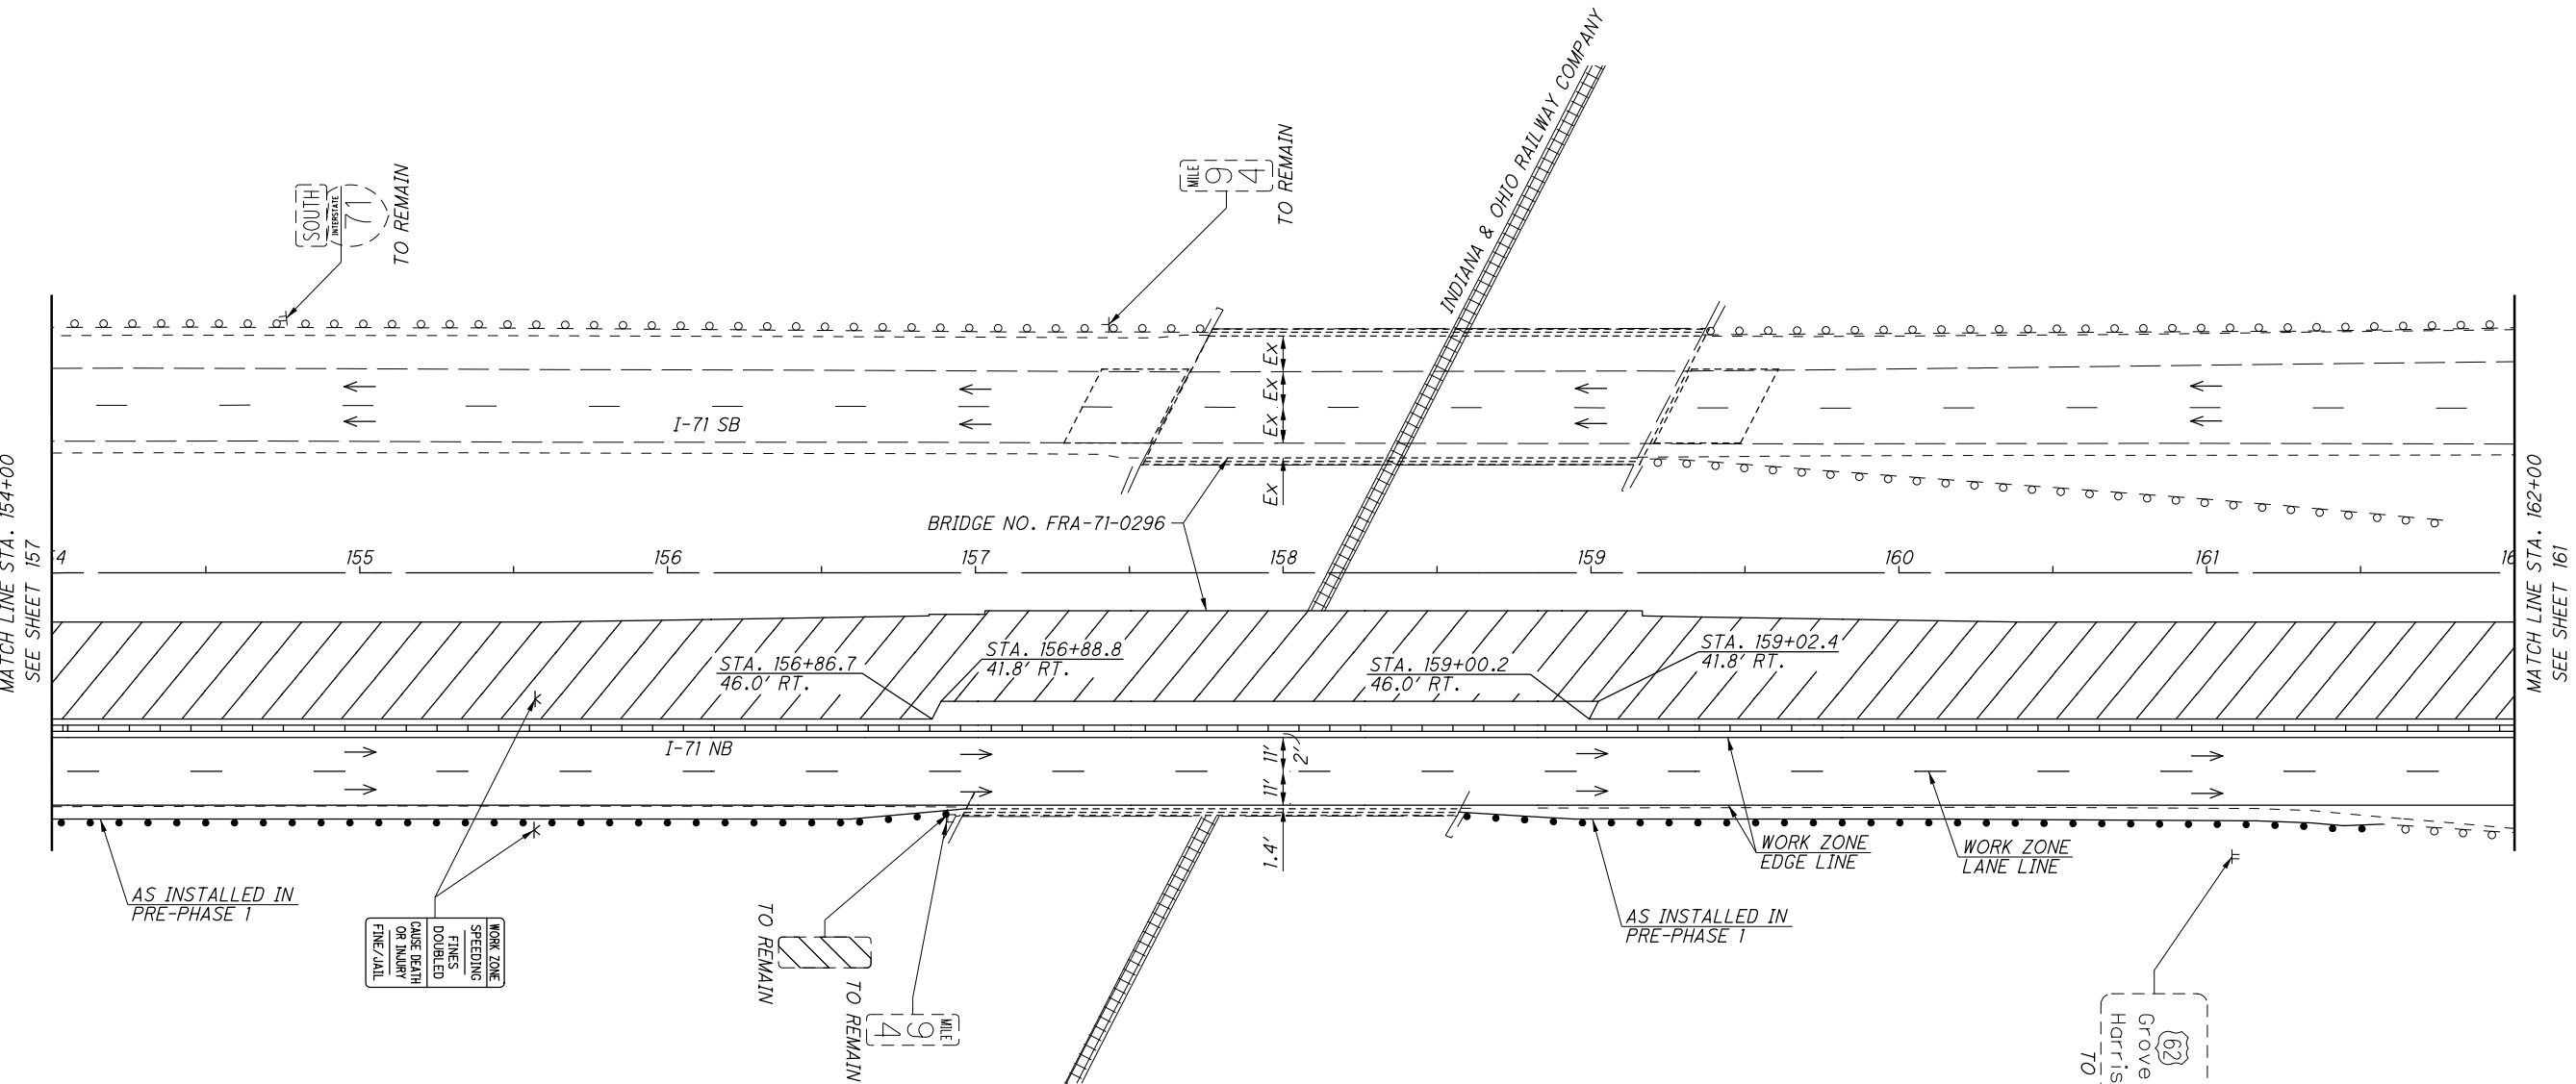 INDIANA & OHIO RAILWAY COMPANY
SOUTH
INTERSTATE
71
TO REMAIN
MILE
94
TO REMAIN
Ex
Ex
Ex
Ex
I-71 SB
BRIDGE NO. FRA-71-0296
MATCH LINE STA. 154+00
SEE SHEET 157
MATCH LINE STA. 162+00
SEE SHEET 161
54
155
156
157
158
159
160
161
16
STA. 156+86.7
46.0' RT.
STA. 156+88.8
41.8' RT.
STA. 159+00.2
46.0' RT.
STA. 159+02.4
41.8' RT.
I-71 NB
11'
11'
2'
1.4'
WORK ZONE
EDGE LINE
WORK ZONE
LANE LINE
AS INSTALLED IN
PRE-PHASE 1
AS INSTALLED IN
PRE-PHASE 1
WORK ZONE
SPEEDING
FINES
DOUBLED
CAUSE DEATH
OR INJURY
FINE/JAIL
TO REMAIN
TO REMAIN
MILE
94
62
Grove
Harris
TO